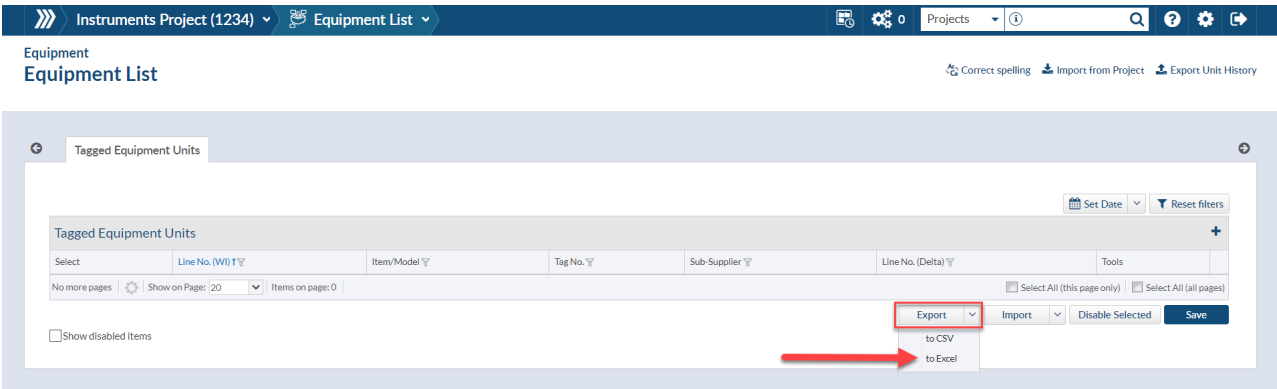 Instruments Project (1234) Equipment List 0 Projects
Equipment
Equipment List
Correct spelling Import from Project Export Unit History
Tagged Equipment Units
Set Date Reset filters
Tagged Equipment Units +
Select Line No. (WI) Item/Model Tag No. Sub-Supplier Line No. (Delta) Tools
No more pages Show on Page: 20 Items on page: 0 Select All (this page only) Select All (all pages)
Export Import Disable Selected Save
Show disabled items
to CSV
to Excel